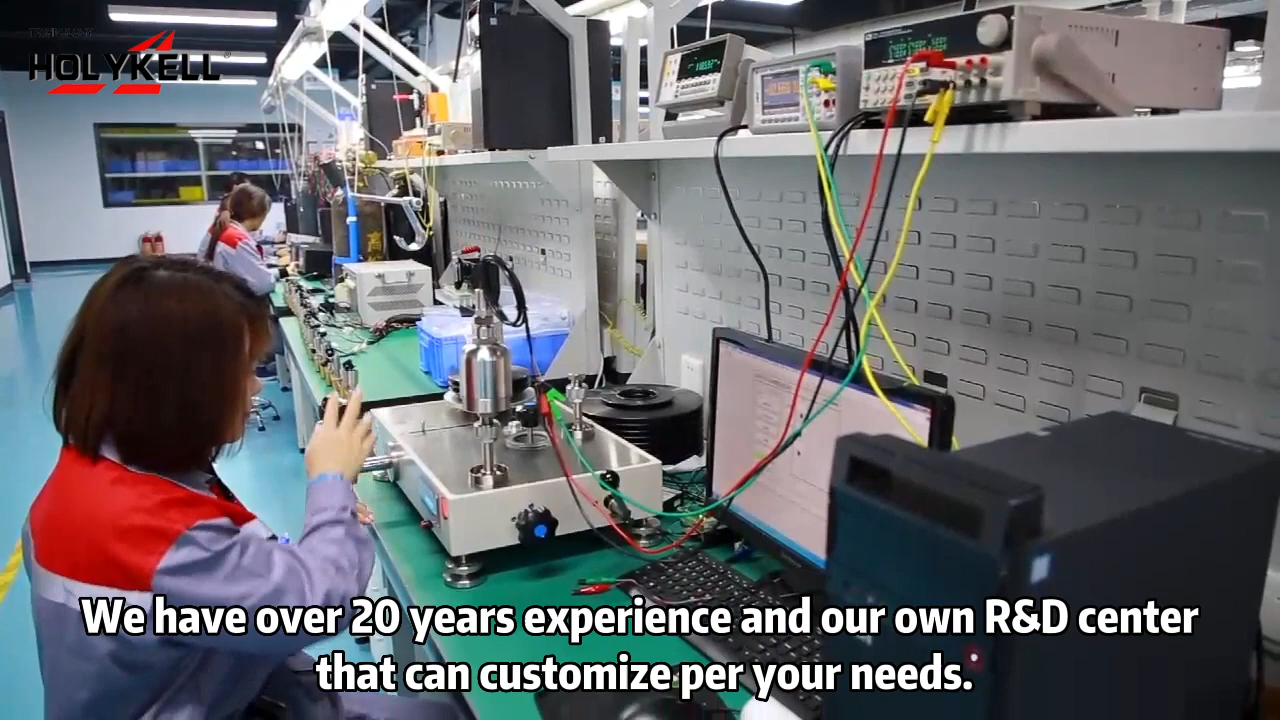 HOLYKELL
We have over 20 years experience and our own R&D center
that can customize per your needs.